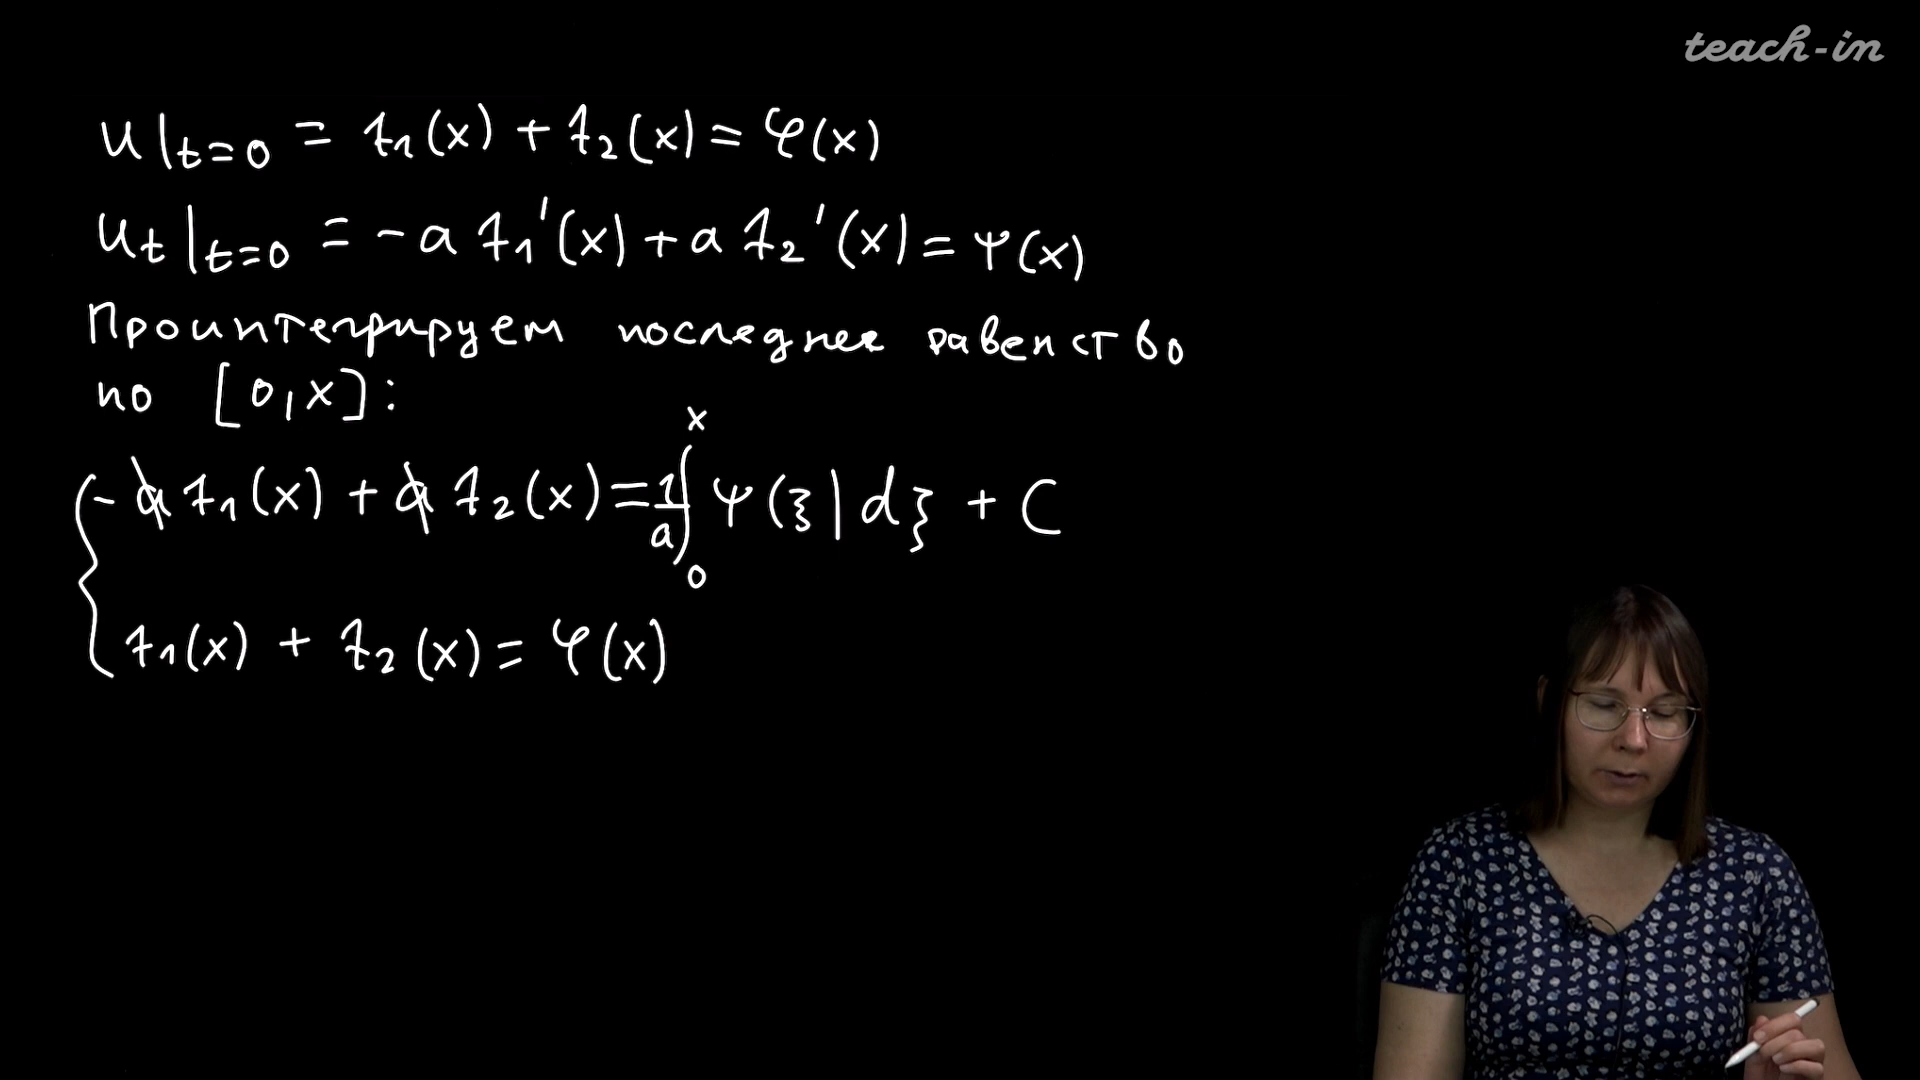 teach-in
u|t=0 = f₁(x) + f₂(x) = φ(x)
uₜ|t=0 = -a f₁'(x) + a f₂'(x) = ψ(x)
Проинтегрируем последнее равенство
по [0,x]:
-a f₁(x) + a f₂(x) = 1/a ∫₀ˣ ψ(ξ) dξ + C
f₁(x) + f₂(x) = φ(x)